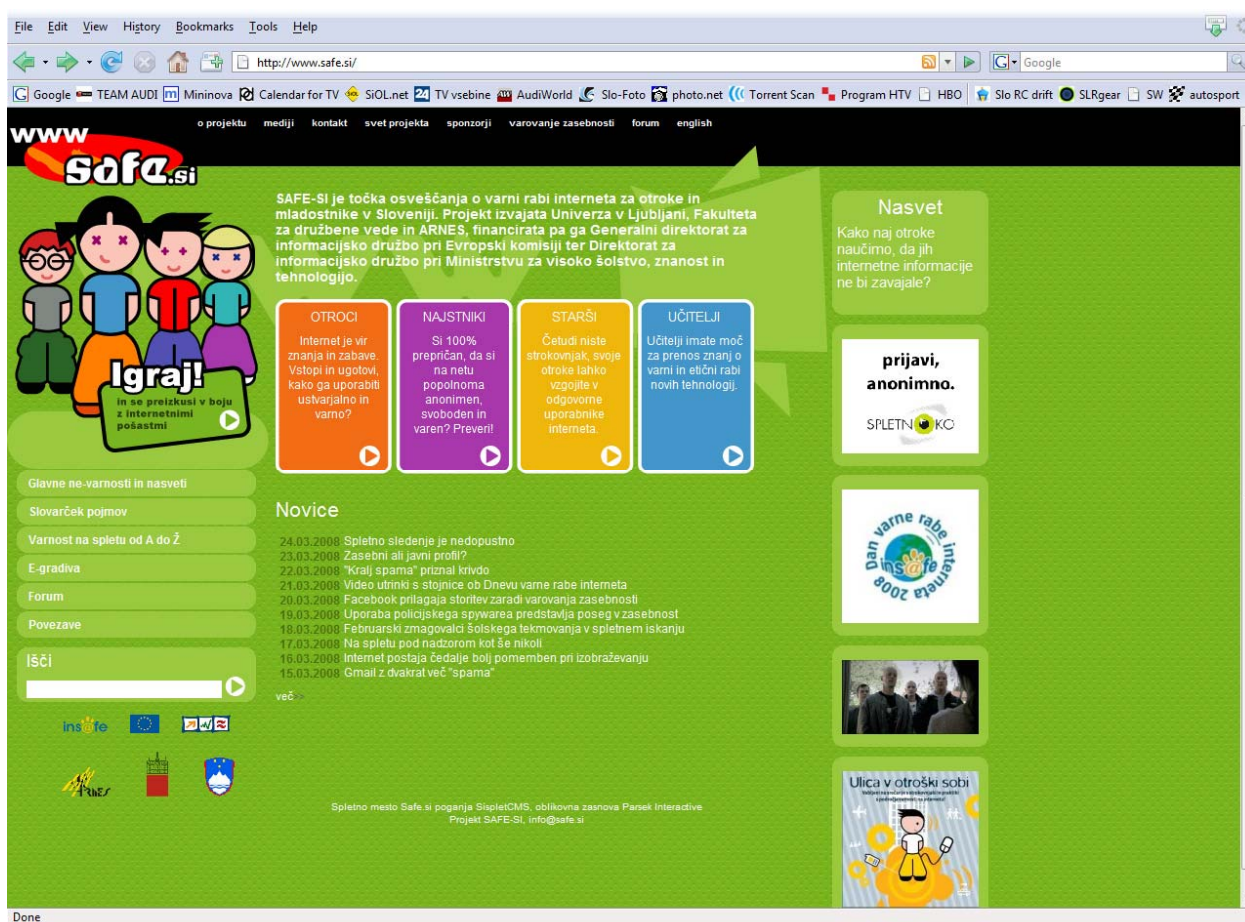 File Edit View History Bookmarks Tools Help
http://www.safe.si/
Google
Google TEAM AUDI Mininova Calendar for TV SiOL.net TV vsebine AudiWorld Slo-Foto photo.net Torrent Scan Program HTV HBO Slo RC drift SLRgear SW autosport
o projektu mediji kontakt svet projekta sponzorji varovanje zasebnosti forum english
www
safe.si
Igraj!
in se preizkusi v boju
z internetnimi
pošastmi
SAFE-SI je točka osveščanja o varni rabi interneta za otroke in
mladostnike v Sloveniji. Projekt izvajata Univerza v Ljubljani, Fakulteta
za družbene vede in ARNES, financirata pa ga Generalni direktorat za
informacijsko družbo pri Evropski komisiji ter Direktorat za
informacijsko družbo pri Ministrstvu za visoko šolstvo, znanost in
tehnologijo.
OTROCI
Internet je vir
znanja in zabave.
Vstopi in ugotovi,
kako ga uporabiti
ustvarjalno in
varno?
NAJSTNIKI
Si 100%
prepričan, da si
na netu
popolnoma
anonimen,
svoboden in
varen? Preveri!
STARŠI
Četudi niste
strokovnjak, svoje
otroke lahko
vzgojite v
odgovorne
uporabnike
interneta.
UČITELJI
Učitelji imate moč
za prenos znanj o
varni in etični rabi
novih tehnologij.
Glavne ne-varnosti in nasveti
Slovarček pojmov
Varnost na spletu od A do Ž
E-gradiva
Forum
Povezave
Išči
insafe
ARNES
Novice
24.03.2008 Spletno sledenje je nedopustno
23.03.2008 Zasebni ali javni profil?
22.03.2008 "Kralj spama" priznal krivdo
21.03.2008 Video utrinki s stojnice ob Dnevu varne rabe interneta
20.03.2008 Facebook prilagaja storitev zaradi varovanja zasebnosti
19.03.2008 Uporaba policijskega spywarea predstavlja poseg v zasebnost
18.03.2008 Februarski zmagovalci šolskega tekmovanja v spletnem iskanju
17.03.2008 Na spletu pod nadzorom kot še nikoli
16.03.2008 Internet postaja čedalje bolj pomemben pri izobraževanju
15.03.2008 Gmail z dvakrat več "spama"
več>>
Spletno mesto Safe.si poganja SispletCMS, oblikovna zasnova Parsek Interactive
Projekt SAFE-SI, info@safe.si
Nasvet
Kako naj otroke
naučimo, da jih
internetne informacije
ne bi zavajale?
prijavi,
anonimno.
SPLETNO OKO
Dan varne rabe interneta 2008
ins@fe
Ulica v otroški sobi
Done